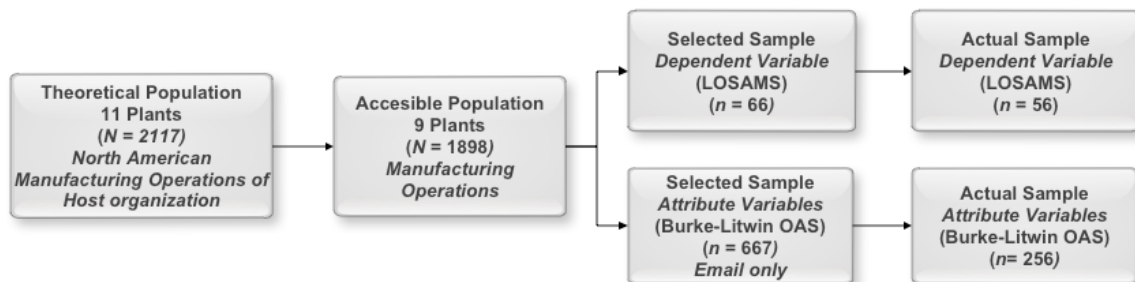 Theoretical Population
11 Plants
(N = 2117)
North American
Manufacturing Operations of
Host organization
Accesible Population
9 Plants
(N = 1898)
Manufacturing
Operations
Selected Sample
Dependent Variable
(LOSAMS)
(n = 66)
Actual Sample
Dependent Variable
(LOSAMS)
(n = 56)
Selected Sample
Attribute Variables
(Burke-Litwin OAS)
(n = 667)
Email only
Actual Sample
Attribute Variables
(Burke-Litwin OAS)
(n= 256)